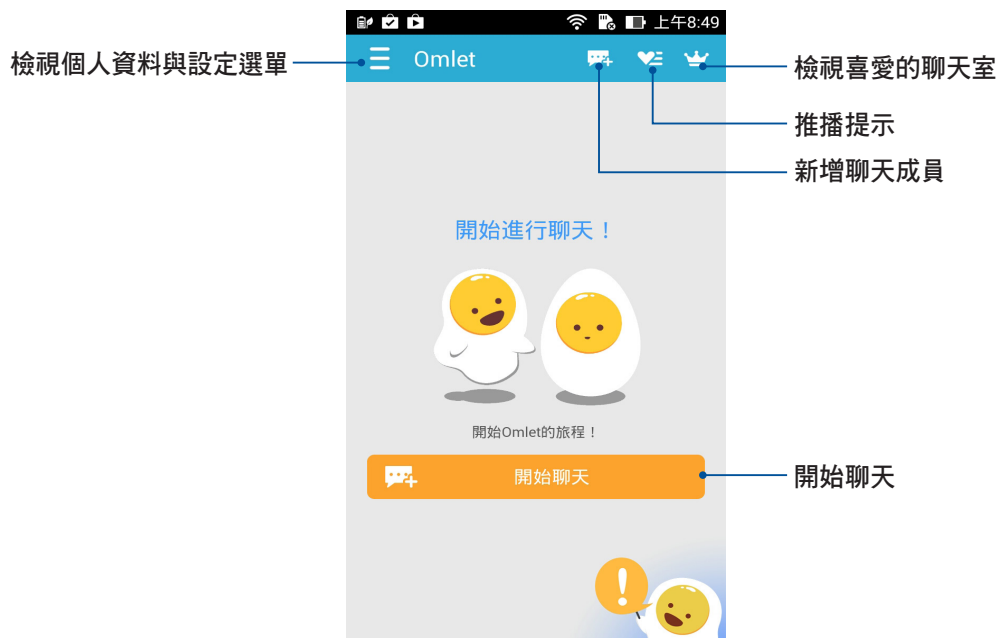 上午8:49
檢視個人資料與設定選單
Omlet
檢視喜愛的聊天室
推播提示
新增聊天成員
開始進行聊天！
開始Omlet的旅程！
開始聊天
開始聊天